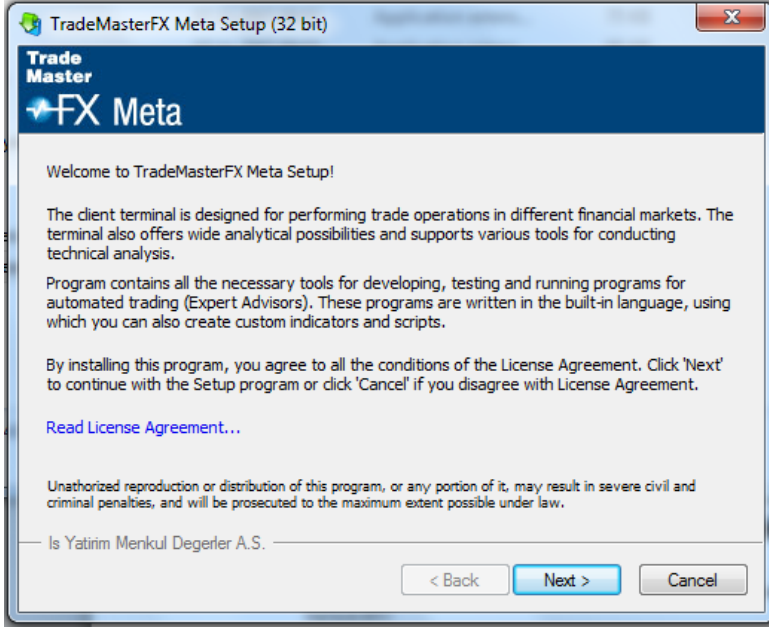 TradeMasterFX Meta Setup (32 bit)
Trade
Master
FX Meta
Welcome to TradeMasterFX Meta Setup!
The client terminal is designed for performing trade operations in different financial markets. The
terminal also offers wide analytical possibilities and supports various tools for conducting
technical analysis.
Program contains all the necessary tools for developing, testing and running programs for
automated trading (Expert Advisors). These programs are written in the built-in language, using
which you can also create custom indicators and scripts.
By installing this program, you agree to all the conditions of the License Agreement. Click 'Next'
to continue with the Setup program or click 'Cancel' if you disagree with License Agreement.
Read License Agreement...
Unathorized reproduction or distribution of this program, or any portion of it, may result in severe civil and
criminal penalties, and will be prosecuted to the maximum extent possible under law.
Is Yatirim Menkul Degerler A.S.
< Back Next > Cancel